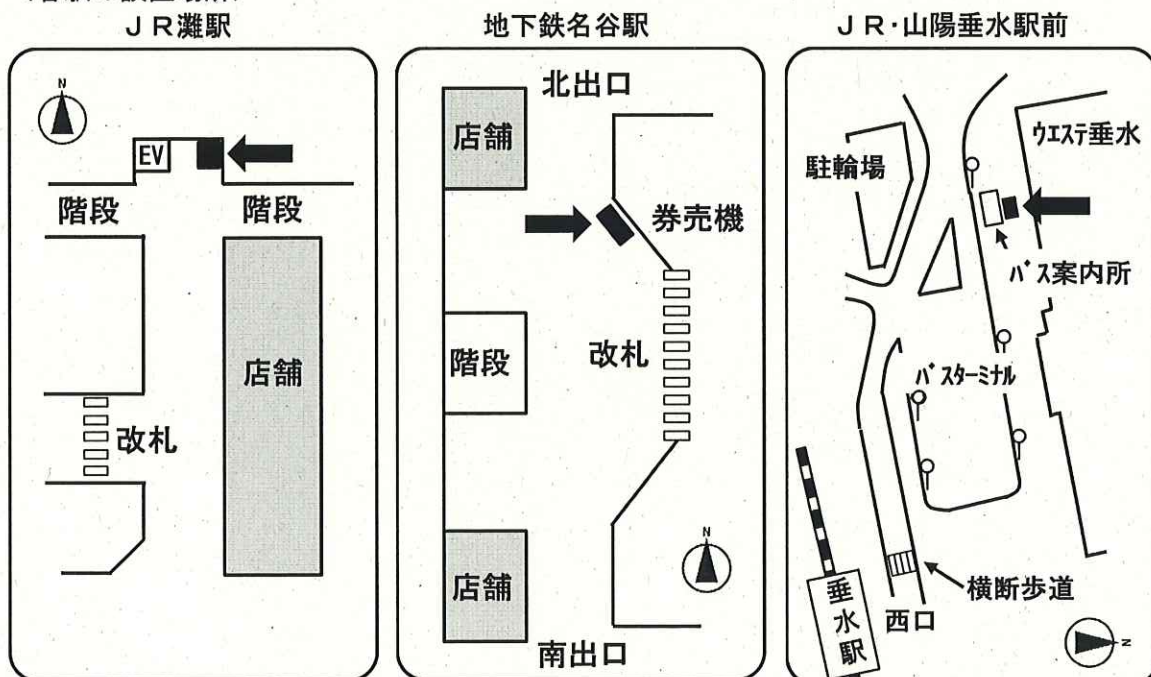 JR灘駅
N
EV
階段
階段
店舗
改札
地下鉄名谷駅
北出口
店舗
券売機
階段
改札
店舗
N
南出口
JR·山陽垂水駅前
ウエステ垂水
駐輪場
バス案内所
バスターミナル
横断歩道
西口
垂水駅
N